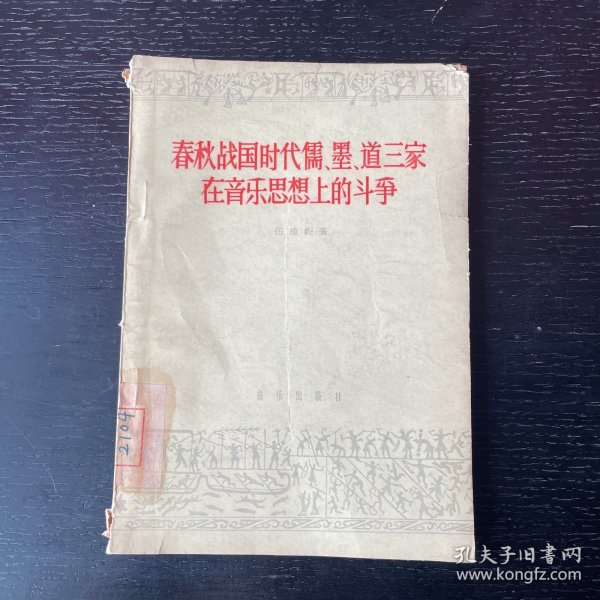 春秋战国时代儒、墨、道三家
在音乐思想上的斗争
伍康妮著
音乐出版社
2104
孔夫子旧书网
www.kongfz.com